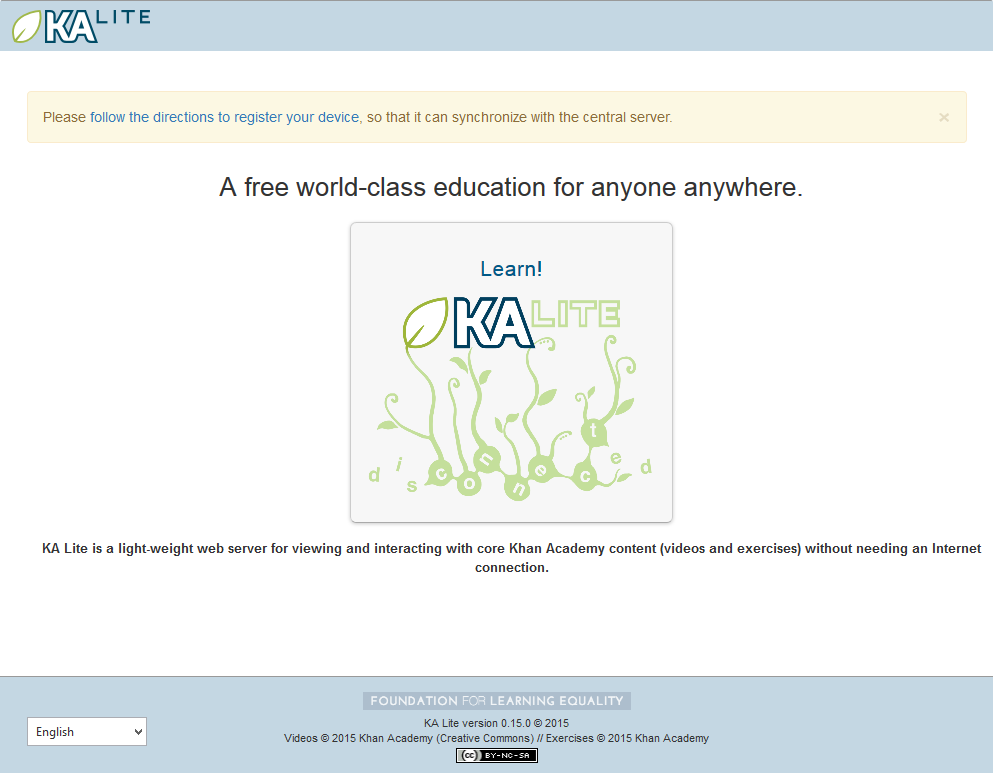 KA LITE
Please follow the directions to register your device, so that it can synchronize with the central server. ×
A free world-class education for anyone anywhere.
Learn!
KA LITE
disconnected
KA Lite is a light-weight web server for viewing and interacting with core Khan Academy content (videos and exercises) without needing an Internet
connection.
FOUNDATION FOR LEARNING EQUALITY
English
KA Lite version 0.15.0 © 2015
Videos © 2015 Khan Academy (Creative Commons) // Exercises © 2015 Khan Academy
cc BY-NC-SA